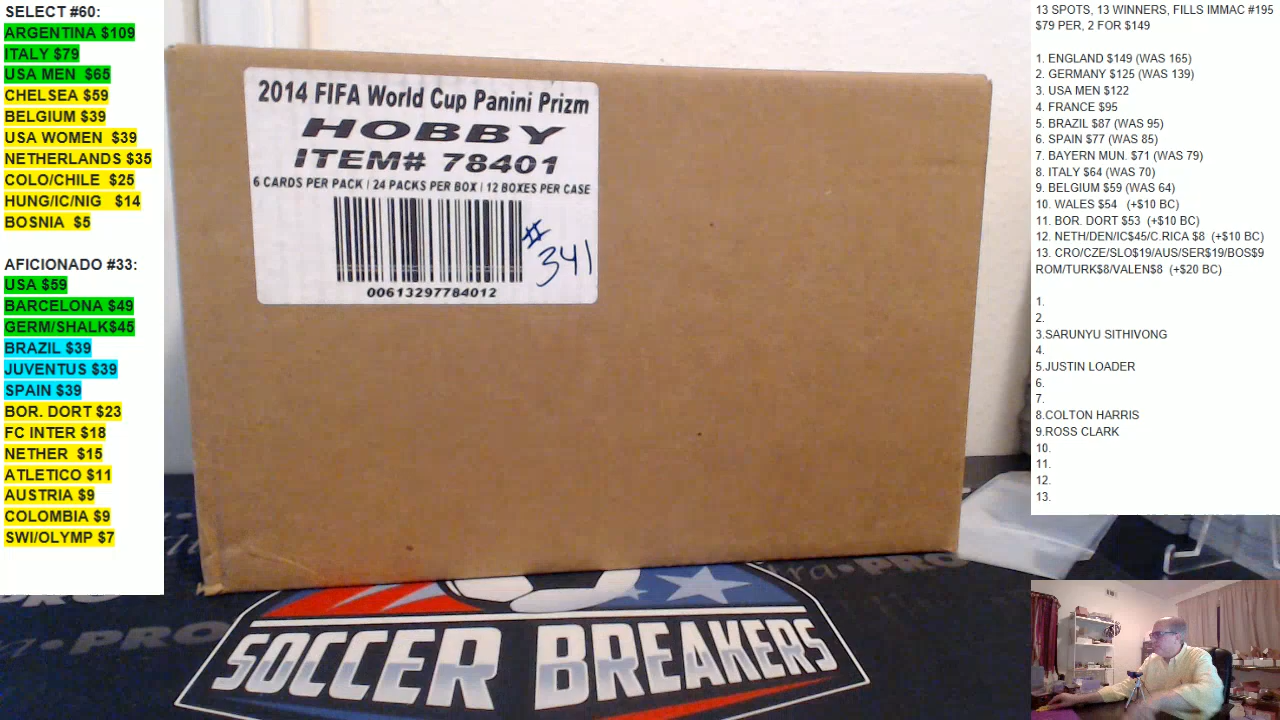 SELECT #60:
ARGENTINA $109
ITALY $79
USA MEN $65
CHELSEA $59
BELGIUM $39
USA WOMEN $39
NETHERLANDS $35
COLO/CHILE $25
HUNG/IC/NIG $14
BOSNIA $5
AFICIONADO #33:
USA $59
BARCELONA $49
GERM/SHALK$45
BRAZIL $39
JUVENTUS $39
SPAIN $39
BOR. DORT $23
FC INTER $18
NETHER $15
ATLETICO $11
AUSTRIA $9
COLOMBIA $9
SWI/OLYMP $7
2014 FIFA World Cup Panini Prizm
HOBBY
ITEM# 78401
6 CARDS PER PACK / 24 PACKS PER BOX / 12 BOXES PER CASE
#341
00613297784012
PRO
SOCCER BREAKERS
13 SPOTS, 13 WINNERS, FILLS IMMAC #195
$79 PER, 2 FOR $149
1. ENGLAND $149 (WAS 165)
2. GERMANY $125 (WAS 139)
3. USA MEN $122
4. FRANCE $95
5. BRAZIL $87 (WAS 95)
6. SPAIN $77 (WAS 85)
7. BAYERN MUN. $71 (WAS 79)
8. ITALY $64 (WAS 70)
9. BELGIUM $59 (WAS 64)
10. WALES $54 (+$10 BC)
11. BOR. DORT $53 (+$10 BC)
12. NETH/DEN/IC$45/C.RICA $8 (+$10 BC)
13. CRO/CZE/SLO$19/AUS/SER$19/BOS$9
ROM/TURK$8/VALEN$8 (+$20 BC)
1.
2.
3.SARUNYU SITHIVONG
4.
5.JUSTIN LOADER
6.
7.
8.COLTON HARRIS
9.ROSS CLARK
10.
11.
12.
13.